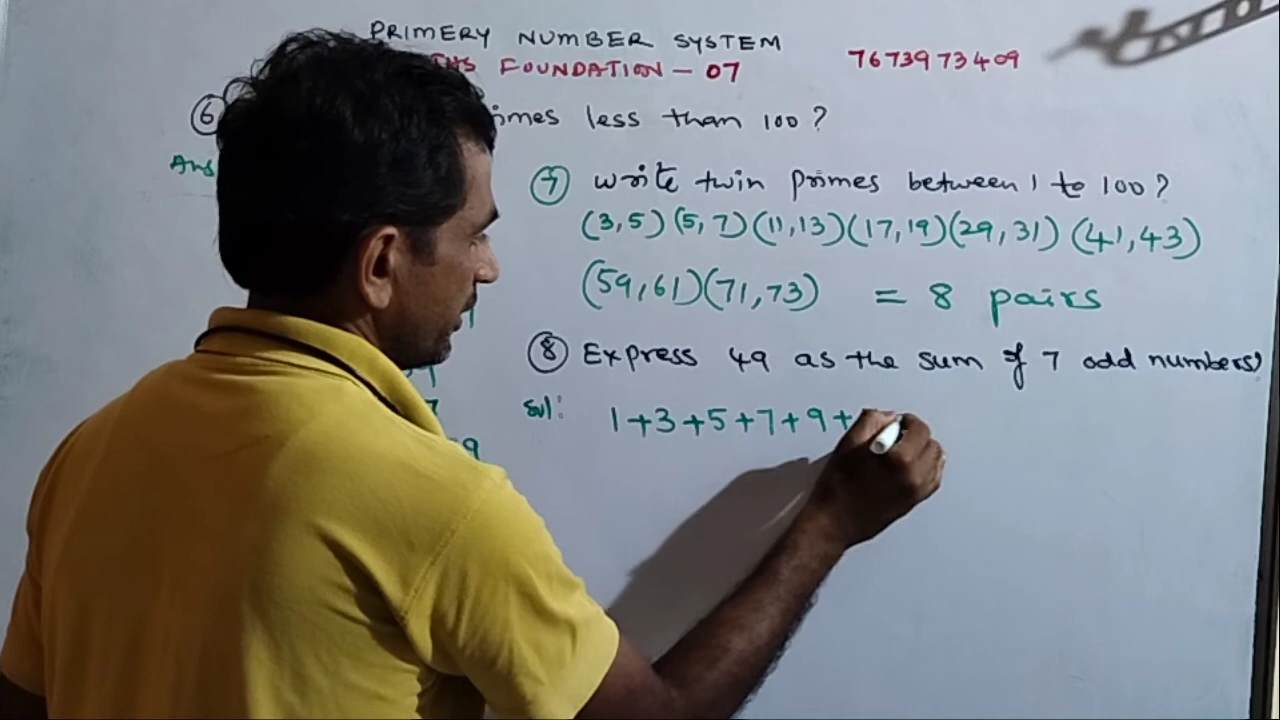 PRIMERY NUMBER SYSTEM
FOUNDATION - 07
7673973409
6
less than 100?
Ans
7 write twin primes between 1 to 100?
(3,5) (5,7) (11,13) (17,19) (29,31) (41,43)
(59,61) (71,73) = 8 pairs
8 Express 49 as the sum of 7 odd numbers?
Sol: 1+3+5+7+9+